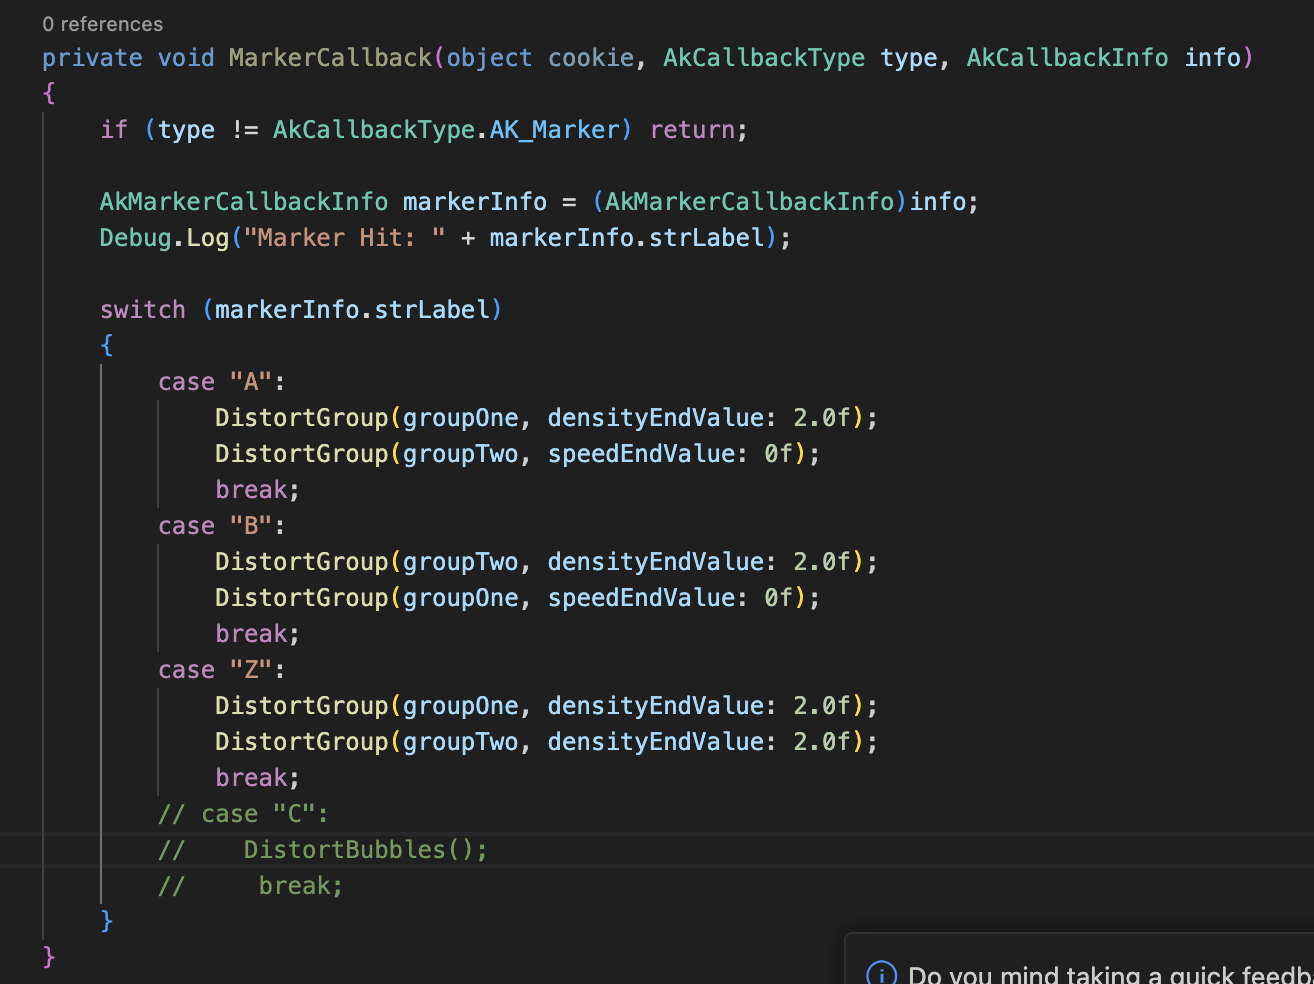 0 references
private void MarkerCallback(object cookie, AkCallbackType type, AkCallbackInfo info)
{
    if (type != AkCallbackType.AK_Marker) return;

    AkMarkerCallbackInfo markerInfo = (AkMarkerCallbackInfo)info;
    Debug.Log("Marker Hit: " + markerInfo.strLabel);

    switch (markerInfo.strLabel)
    {
        case "A":
            DistortGroup(groupOne, densityEndValue: 2.0f);
            DistortGroup(groupTwo, speedEndValue: 0f);
            break;
        case "B":
            DistortGroup(groupTwo, densityEndValue: 2.0f);
            DistortGroup(groupOne, speedEndValue: 0f);
            break;
        case "Z":
            DistortGroup(groupOne, densityEndValue: 2.0f);
            DistortGroup(groupTwo, densityEndValue: 2.0f);
            break;
        // case "C":
        //    DistortBubbles();
        //     break;
    }
}
Do you mind taking a quick